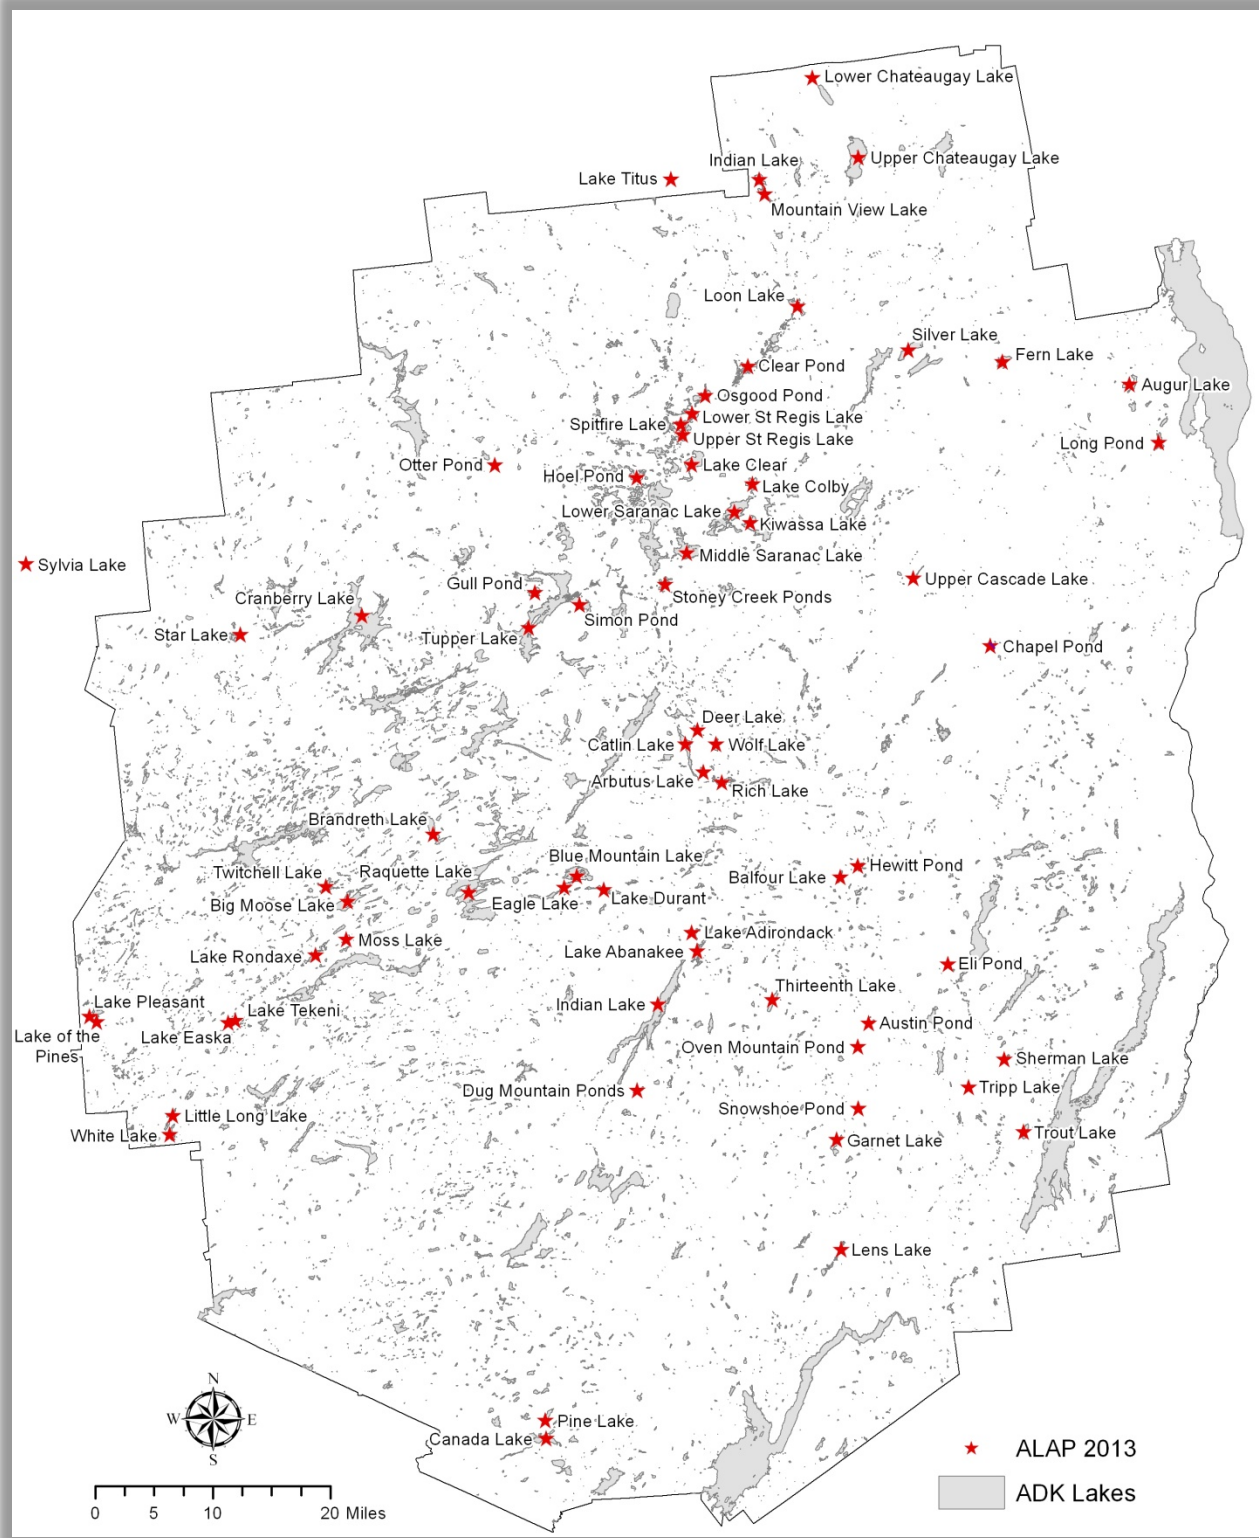 Lower Chateaugay Lake
Upper Chateaugay Lake
Indian Lake
Lake Titus
Mountain View Lake
Loon Lake
Silver Lake
Fern Lake
Clear Pond
Augur Lake
Osgood Pond
Lower St Regis Lake
Spitfire Lake
Upper St Regis Lake
Long Pond
Otter Pond
Lake Clear
Hoel Pond
Lake Colby
Lower Saranac Lake
Kiwassa Lake
Middle Saranac Lake
Sylvia Lake
Upper Cascade Lake
Gull Pond
Stoney Creek Ponds
Cranberry Lake
Simon Pond
Star Lake
Tupper Lake
Chapel Pond
Deer Lake
Catlin Lake
Wolf Lake
Arbutus Lake
Rich Lake
Brandreth Lake
Blue Mountain Lake
Hewitt Pond
Twitchell Lake
Raquette Lake
Balfour Lake
Big Moose Lake
Eagle Lake
Lake Durant
Lake Adirondack
Moss Lake
Lake Abanakee
Lake Rondaxe
Eli Pond
Thirteenth Lake
Lake Pleasant
Indian Lake
Lake Tekeni
Austin Pond
Lake of the
Pines
Lake Easka
Oven Mountain Pond
Sherman Lake
Dug Mountain Ponds
Tripp Lake
Snowshoe Pond
Little Long Lake
White Lake
Trout Lake
Garnet Lake
Lens Lake
N
W
E
S
Pine Lake
Canada Lake
ALAP 2013
ADK Lakes
0 5 10 20 Miles